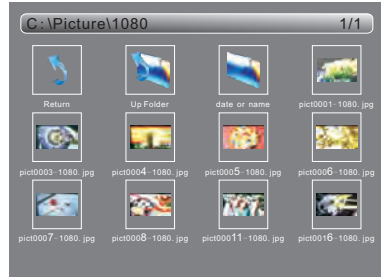 C:\Picture\1080 1/1
Return Up Folder date or name pict0001-1080. jpg
pict0003-1080. jpg pict0004-1080. jpg pict0005-1080. jpg pict0006-1080. jpg
pict0007-1080. jpg pict0008-1080. jpg pict00011-1080. jpg pict0016-1080. jpg